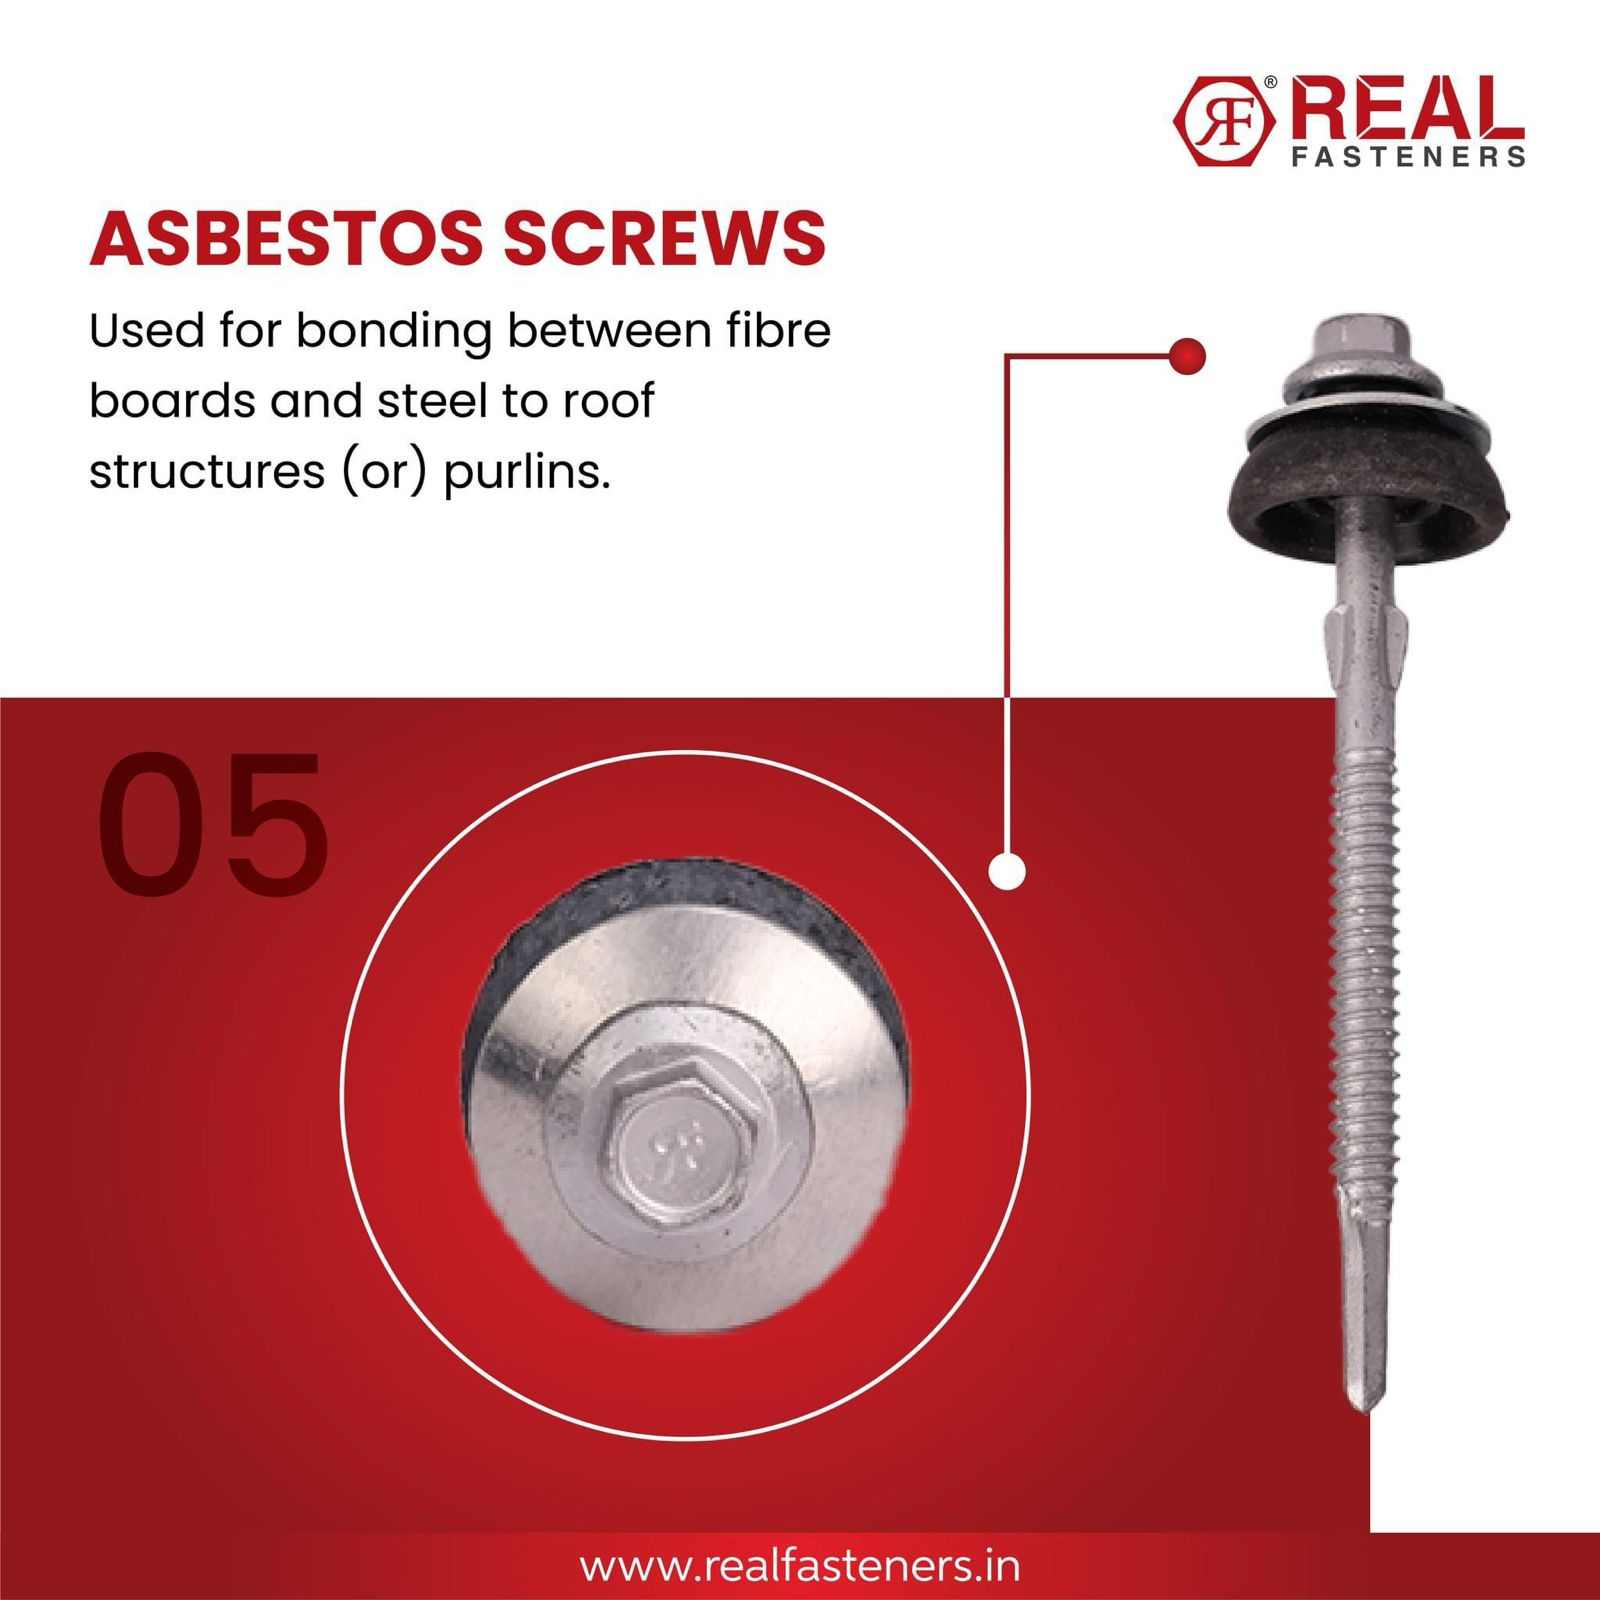 RF ® REAL
FASTENERS
ASBESTOS SCREWS
Used for bonding between fibre
boards and steel to roof
structures (or) purlins.
05
www.realfasteners.in